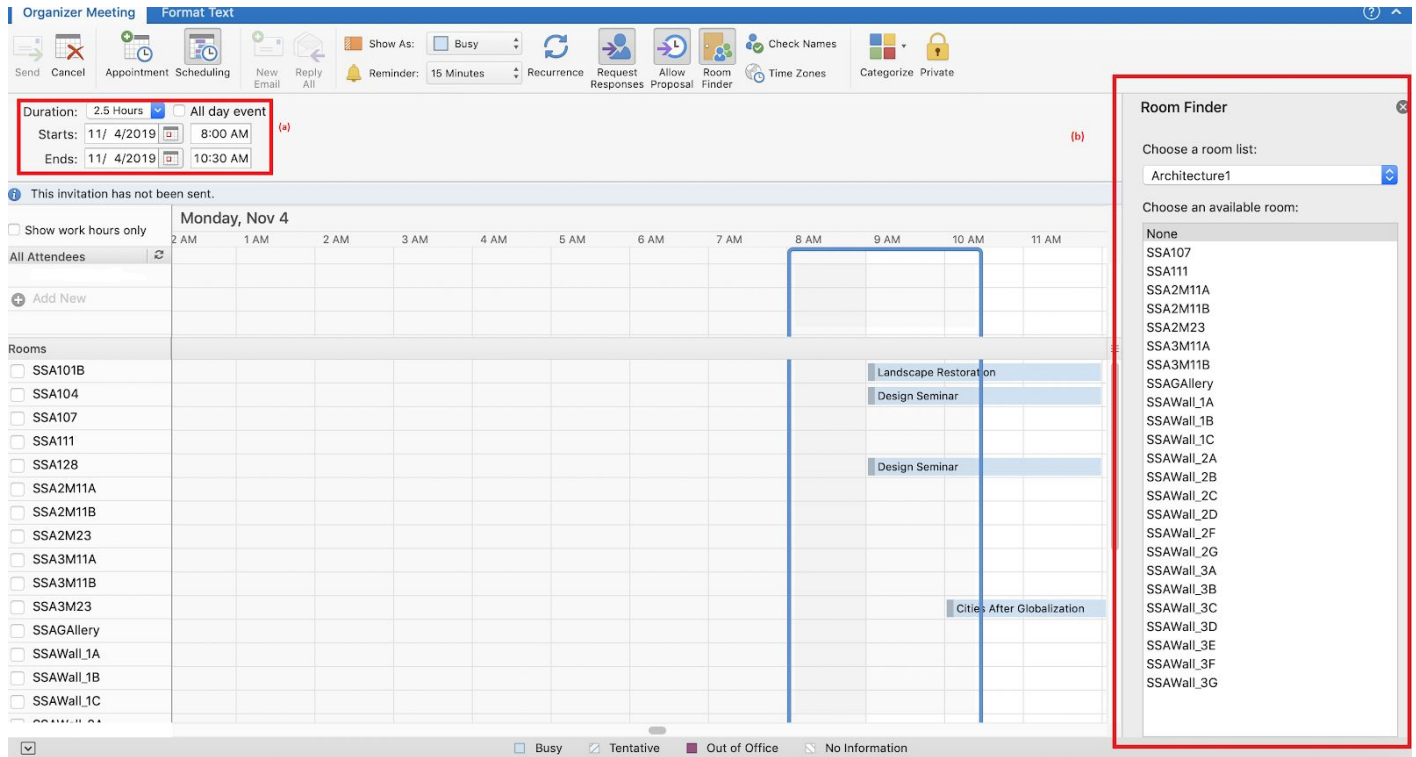 Organizer Meeting Format Text
Show As: Busy
Check Names
Send Cancel Appointment Scheduling New Email Reply All
Reminder: 15 Minutes
Recurrence Request Responses Allow Proposal Room Finder
Time Zones
Categorize Private
Duration: 2.5 Hours All day event
Starts: 11/ 4/2019 8:00 AM
(a)
Ends: 11/ 4/2019 10:30 AM
(b)
This invitation has not been sent.
Show work hours only
Monday, Nov 4
2 AM 1 AM 2 AM 3 AM 4 AM 5 AM 6 AM 7 AM 8 AM 9 AM 10 AM 11 AM
All Attendees
Add New
Rooms
SSA101B Landscape Restoration
SSA104 Design Seminar
SSA107
SSA111
SSA128 Design Seminar
SSA2M11A
SSA2M11B
SSA2M23
SSA3M11A
SSA3M11B
SSA3M23 Cities After Globalization
SSAGAllery
SSAWall_1A
SSAWall_1B
SSAWall_1C
Busy Tentative Out of Office No Information
Room Finder
Choose a room list:
Architecture1
Choose an available room:
None
SSA107
SSA111
SSA2M11A
SSA2M11B
SSA2M23
SSA3M11A
SSA3M11B
SSAGAllery
SSAWall_1A
SSAWall_1B
SSAWall_1C
SSAWall_2A
SSAWall_2B
SSAWall_2C
SSAWall_2D
SSAWall_2F
SSAWall_2G
SSAWall_3A
SSAWall_3B
SSAWall_3C
SSAWall_3D
SSAWall_3E
SSAWall_3F
SSAWall_3G